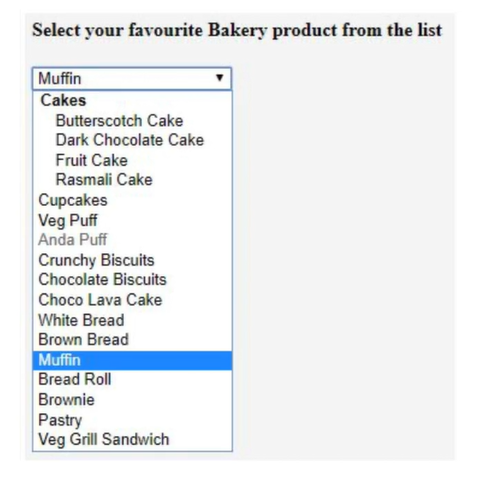 Select your favourite Bakery product from the list
Muffin
Cakes
Butterscotch Cake
Dark Chocolate Cake
Fruit Cake
Rasmali Cake
Cupcakes
Veg Puff
Anda Puff
Crunchy Biscuits
Chocolate Biscuits
Choco Lava Cake
White Bread
Brown Bread
Muffin
Bread Roll
Brownie
Pastry
Veg Grill Sandwich